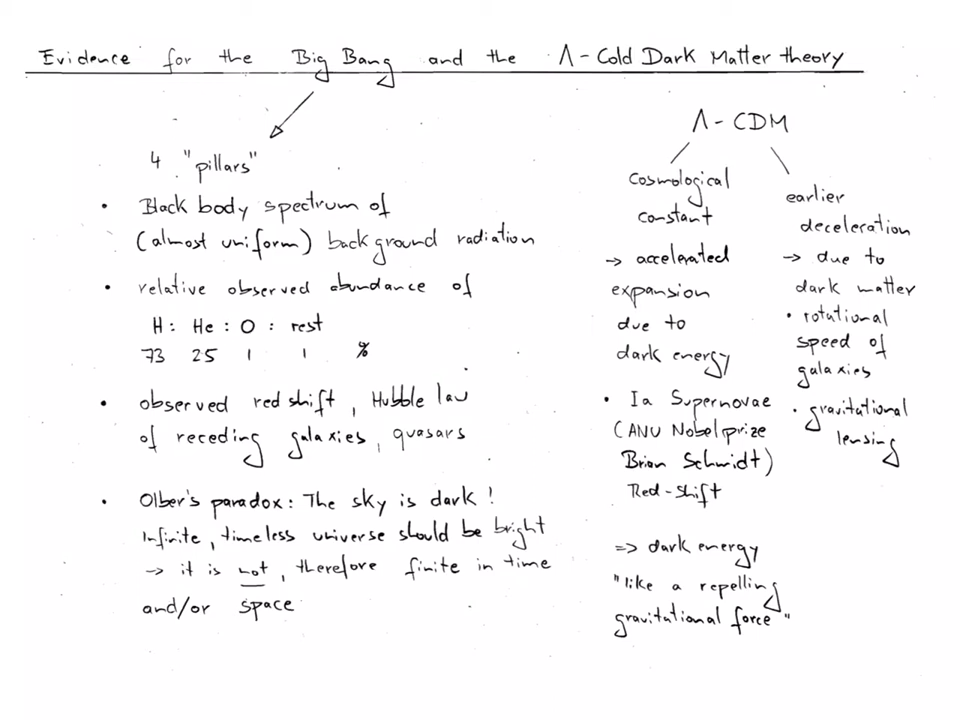 Evidence for the Big Bang and the Λ-Cold Dark Matter theory
4 "pillars"
• Black body spectrum of
(almost uniform) background radiation
• relative observed abundance of
H : He : O : rest
73 25 1 1 %
• observed redshift, Hubble law
of receding galaxies, quasars
• Olber's paradox: The sky is dark!
Infinite, timeless universe should be bright
→ it is not, therefore finite in time
and/or space
Λ-CDM
cosmological
constant
→ accelerated
expansion
due to
dark energy
• Ia Supernovae
(ANU Nobelprize
Brian Schmidt)
Red-shift
=> dark energy
"like a repelling
gravitational force"
earlier
deceleration
→ due to
dark matter
• rotational
speed of
galaxies
• gravitational
lensing